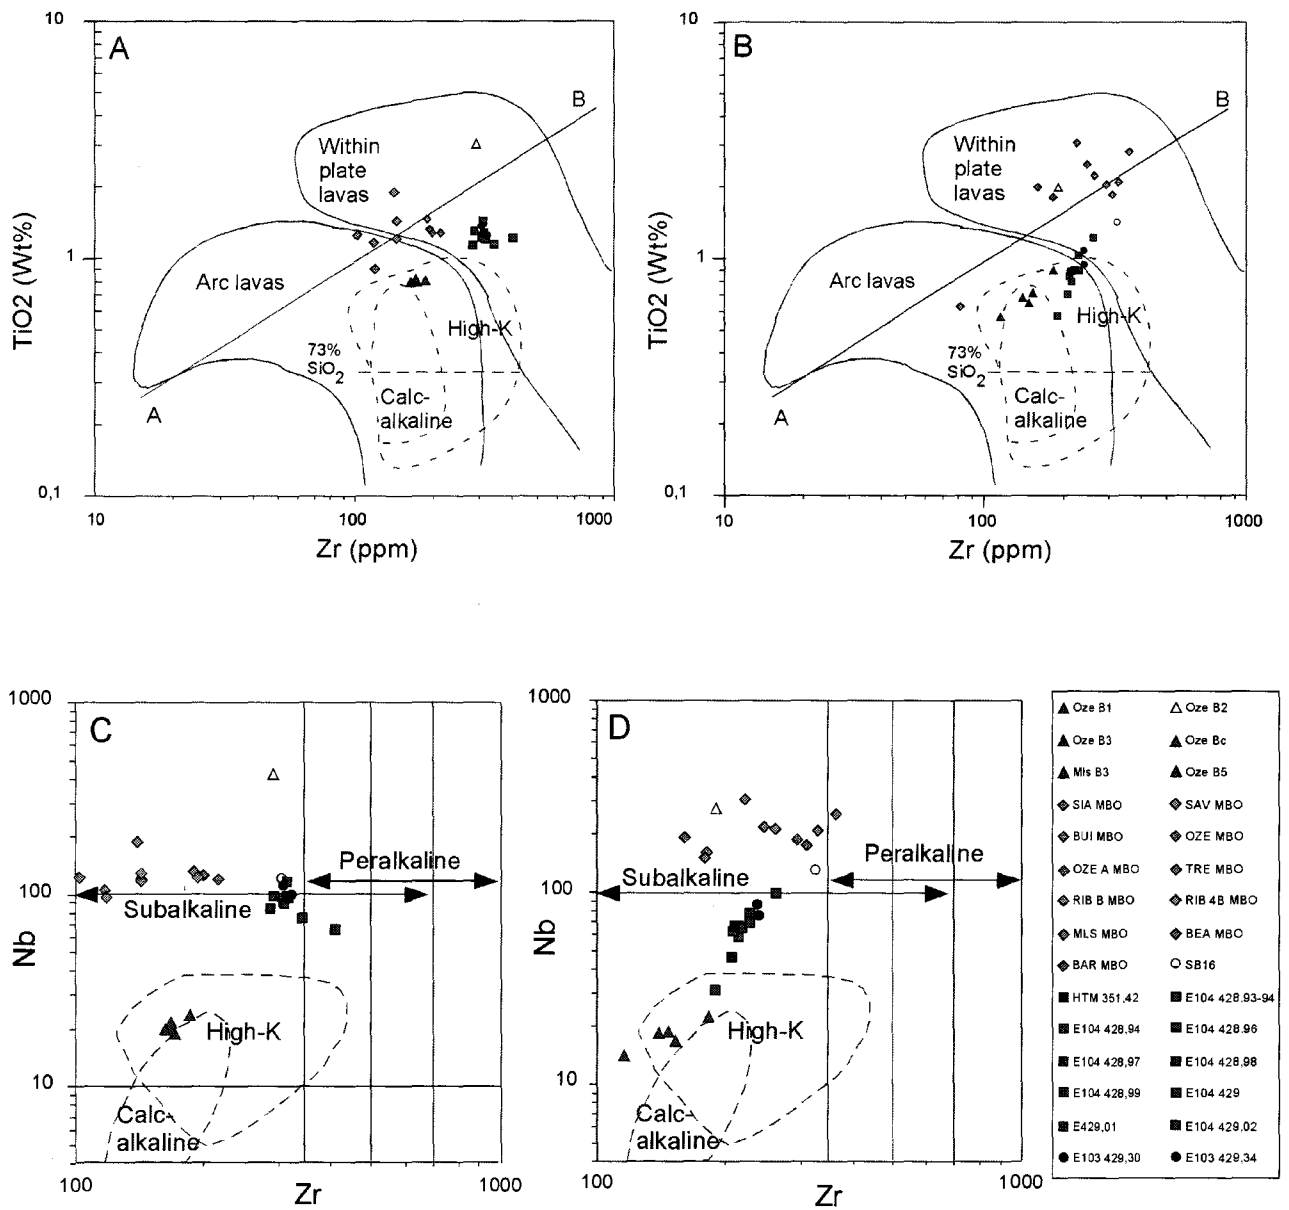 10
A
B
Within
plate
lavas
1
TiO2 (Wt%)
Arc lavas
High-K
73%
SiO2
Calc-
alkaline
A
0,1
10
100
1000
Zr (ppm)
10
B
B
Within
plate
lavas
1
TiO2 (Wt%)
Arc lavas
High-K
73%
SiO2
Calc-
alkaline
A
0,1
10
100
1000
Zr (ppm)
1000
C
Peralkaline
100
Subalkaline
Nb
High-K
10
Calc-
alkaline
100
Zr
1000
1000
D
Peralkaline
Subalkaline
100
Nb
High-K
10
Calc-
alkaline
100
Zr
1000
Oze B1 Oze B2
Oze B3 Oze Bc
Mls B3 Oze B5
SIA MBO SAV MBO
BUI MBO OZE MBO
OZE A MBO TRE MBO
RIB B MBO RIB 4B MBO
MLS MBO BEA MBO
BAR MBO SB16
HTM 351,42 E104 428,93-94
E104 428,94 E104 428,96
E104 428,97 E104 428,98
E104 428,99 E104 429
E429,01 E104 429,02
E103 429,30 E103 429,34